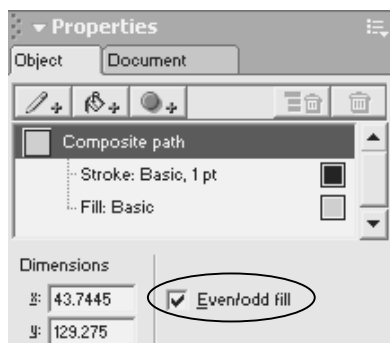 Properties
Object Document
Composite path
Stroke: Basic, 1 pt
Fill: Basic
Dimensions
x: 43.7445 Even/odd fill
y: 129.275